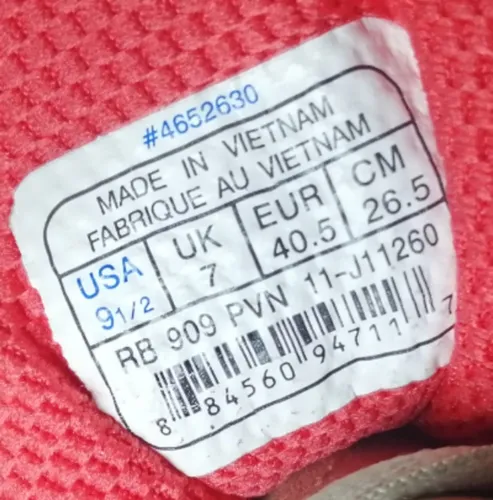 #4652630
MADE IN VIETNAM
FABRIQUE AU VIETNAM
USA UK EUR CM
9 1/2 7 40.5 26.5
RB 909 PVN 11-J11260
8 84560 94711 7